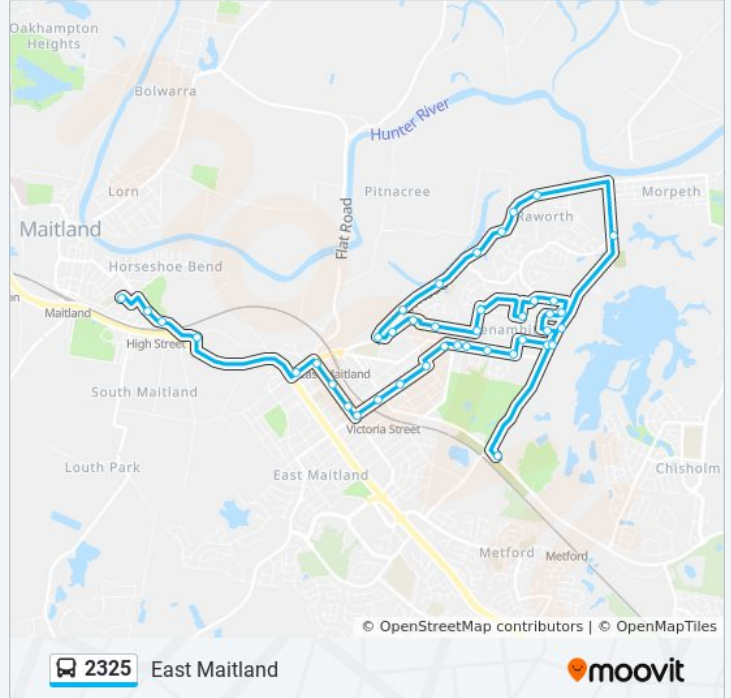 Oakhampton
Heights
Bolwarra
Hunter River
Lorn
Pitnacree
Morpeth
Raworth
Maitland
Flat Road
Horseshoe Bend
Maitland
High Street
East Maitland
South Maitland
Victoria Street
Louth Park
East Maitland
Chisholm
Metford
Metford
© OpenStreetMap contributors | © OpenMapTiles
2325 East Maitland
moovit